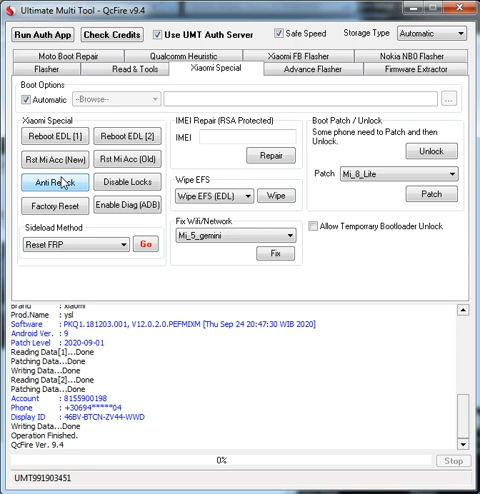 Ultimate Multi Tool - QcFire v9.4
Run Auth App Check Credits Use UMT Auth Server Safe Speed Storage Type Automatic
Moto Boot Repair Qualcomm Heuristic Xiaomi FB Flasher Nokia NB0 Flasher
Flasher Read & Tools Xiaomi Special Advance Flasher Firmware Extractor
Boot Options
Automatic --Browse-- ...
Xiaomi Special
Reboot EDL [1] Reboot EDL [2]
Rst Mi Acc (New) Rst Mi Acc (Old)
Anti Relock Disable Locks
Factory Reset Enable Diag (ADB)
Sideload Method
Reset FRP Go
IMEI Repair (RSA Protected)
IMEI
Repair
Wipe EFS
Wipe EFS (EDL) Wipe
Fix Wifi/Network
Mi_5_gemini
Fix
Boot Patch / Unlock
Some phone need to Patch and then
Unlock.
Unlock
Patch Mi_8_Lite
Patch
Allow Temporrary Bootloader Unlock
Brand : Xiaomi
Prod.Name : ysl
Software : PKQ1.181203.001, V12.0.2.0.PEFMIXM [Thu Sep 24 20:47:30 WIB 2020]
Android Ver. : 9
Patch Level : 2020-09-01
Reading Data[1]...Done
Patching Data...Done
Writing Data...Done
Reading Data[2]...Done
Patching Data...Done
Account : 8155900198
Phone : +30694*****04
Display ID : 46BV-BTCN-ZV44-WWD
Writing Data...Done
Operation Finished.
QcFire Ver. 9.4
0% Stop
UMT991903451